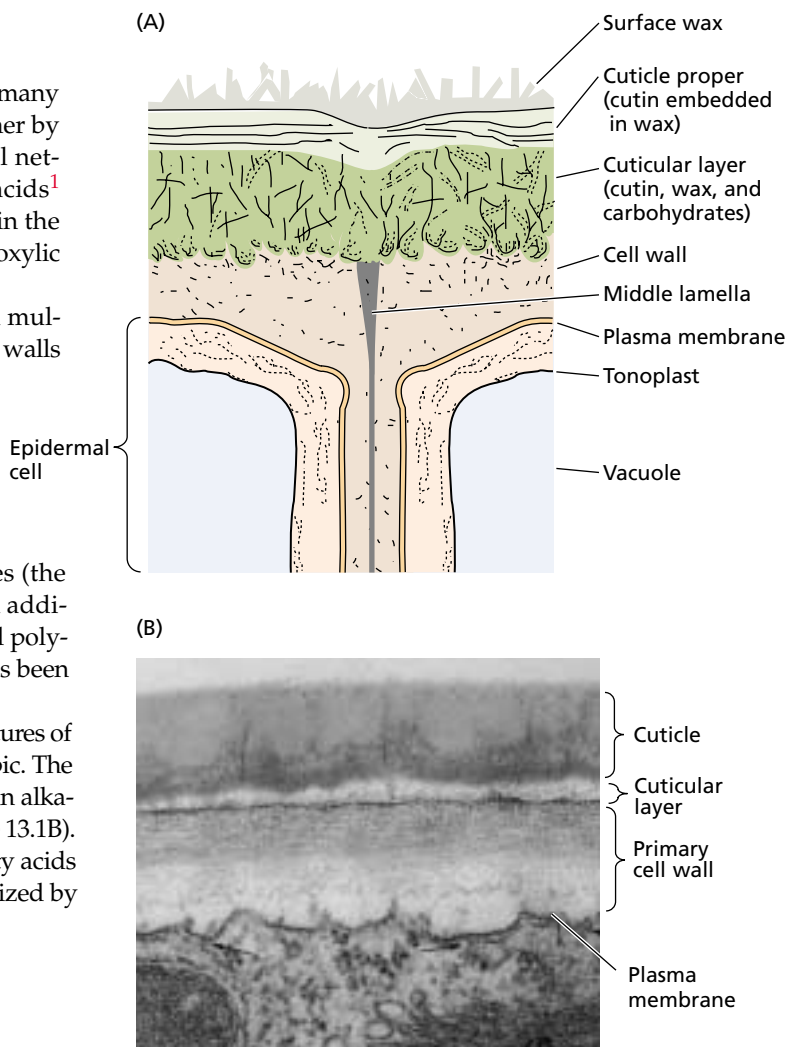 many
her by
l net-
acids1
in the
oxylic
mul-
walls
es (the
addi-
l poly-
s been
ures of
pic. The
n alka-
13.1B).
y acids
ized by
(A)
Surface wax
Cuticle proper
(cutin embedded
in wax)
Cuticular layer
(cutin, wax, and
carbohydrates)
Cell wall
Middle lamella
Plasma membrane
Tonoplast
Vacuole
Epidermal
cell
(B)
Cuticle
Cuticular
layer
Primary
cell wall
Plasma
membrane